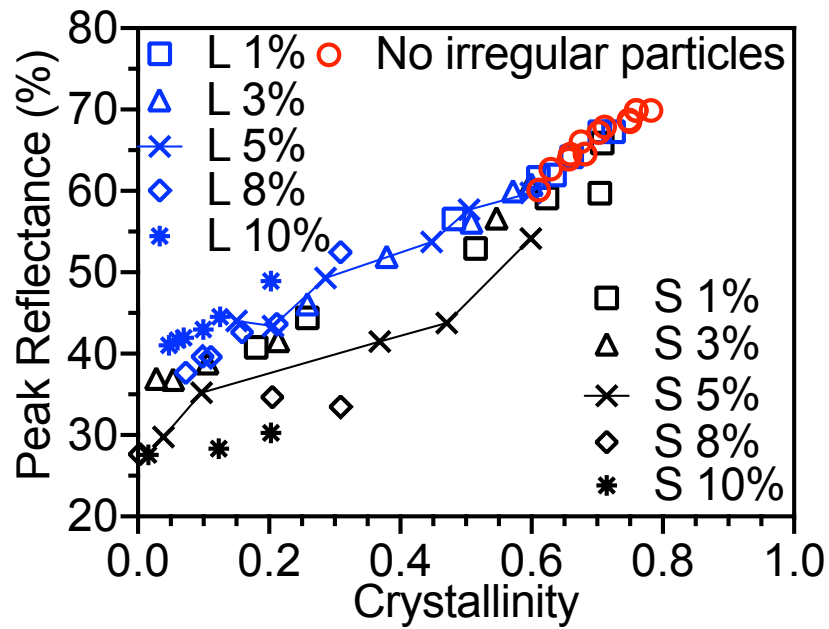 80
70
60
50
40
30
20
Peak Reflectance (%)
L 1%
No irregular particles
L 3%
L 5%
L 8%
L 10%
S 1%
S 3%
S 5%
S 8%
S 10%
0.0 0.2 0.4 0.6 0.8 1.0
Crystallinity